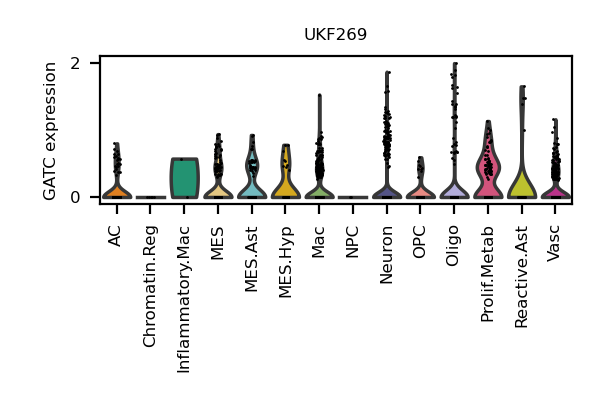 UKF269
GATC expression
2
0
AC
Chromatin.Reg
Inflammatory.Mac
MES
MES.Ast
MES.Hyp
Mac
NPC
Neuron
OPC
Oligo
Prolif.Metab
Reactive.Ast
Vasc